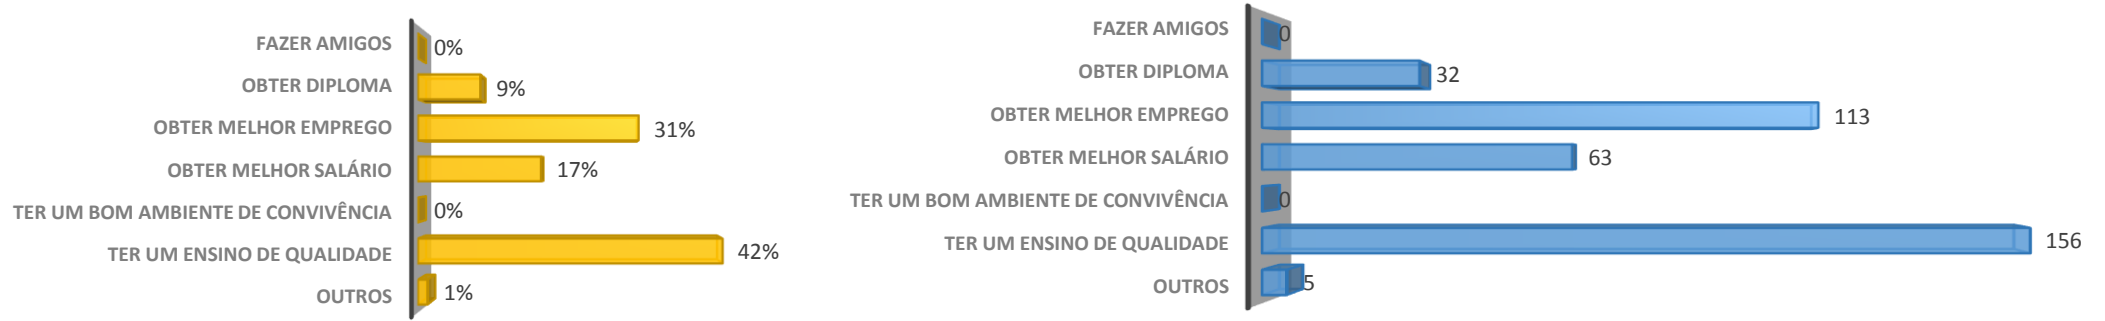 FAZER AMIGOS 0%
OBTER DIPLOMA 9%
OBTER MELHOR EMPREGO 31%
OBTER MELHOR SALÁRIO 17%
TER UM BOM AMBIENTE DE CONVIVÊNCIA 0%
TER UM ENSINO DE QUALIDADE 42%
OUTROS 1%
FAZER AMIGOS 0
OBTER DIPLOMA 32
OBTER MELHOR EMPREGO 113
OBTER MELHOR SALÁRIO 63
TER UM BOM AMBIENTE DE CONVIVÊNCIA 0
TER UM ENSINO DE QUALIDADE 156
OUTROS 5